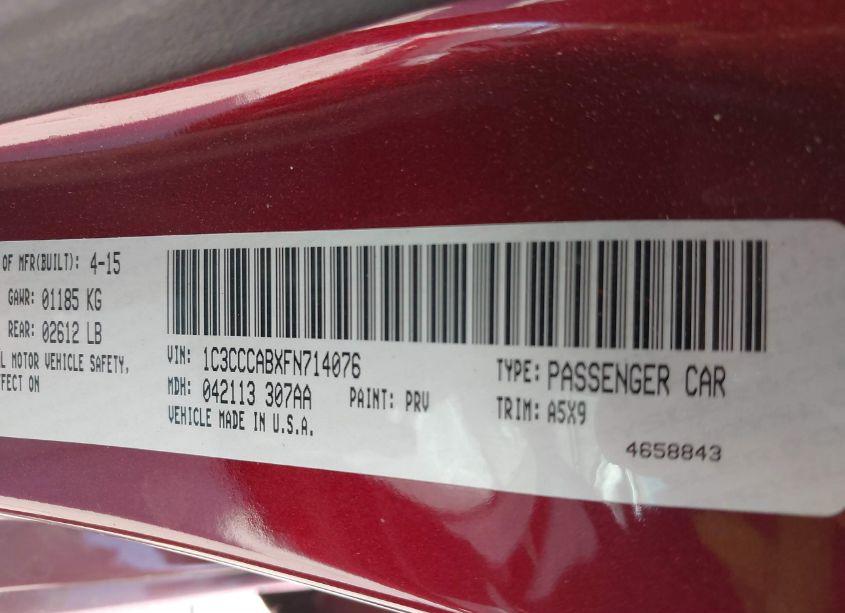 OF MFR(BUILT): 4-15
GAWR: 01185 KG
REAR: 02612 LB
L MOTOR VEHICLE SAFETY,
FFECT ON
VIN: 1C3CCCABXFN714076
MDH: 042113 307AA
PAINT: PRV
VEHICLE MADE IN U.S.A.
TYPE: PASSENGER CAR
TRIM: A5X9
4658843